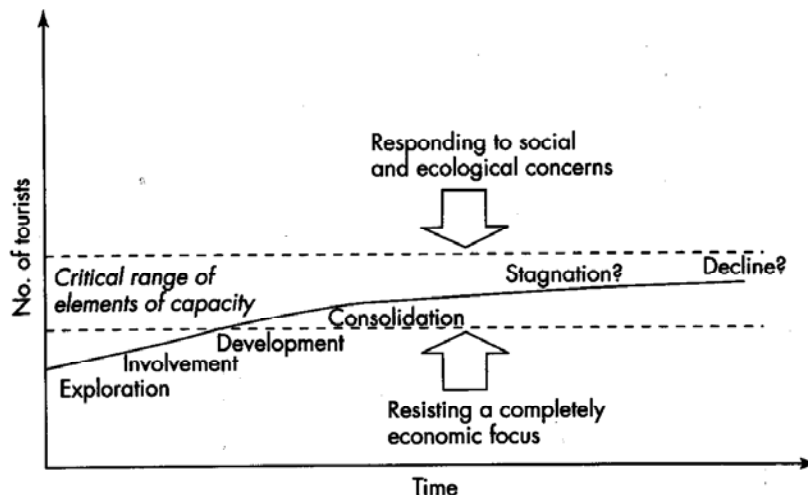 No. of tourists
Responding to social
and ecological concerns
Critical range of
elements of capacity
Stagnation?
Decline?
Consolidation
Development
Involvement
Exploration
Resisting a completely
economic focus
Time